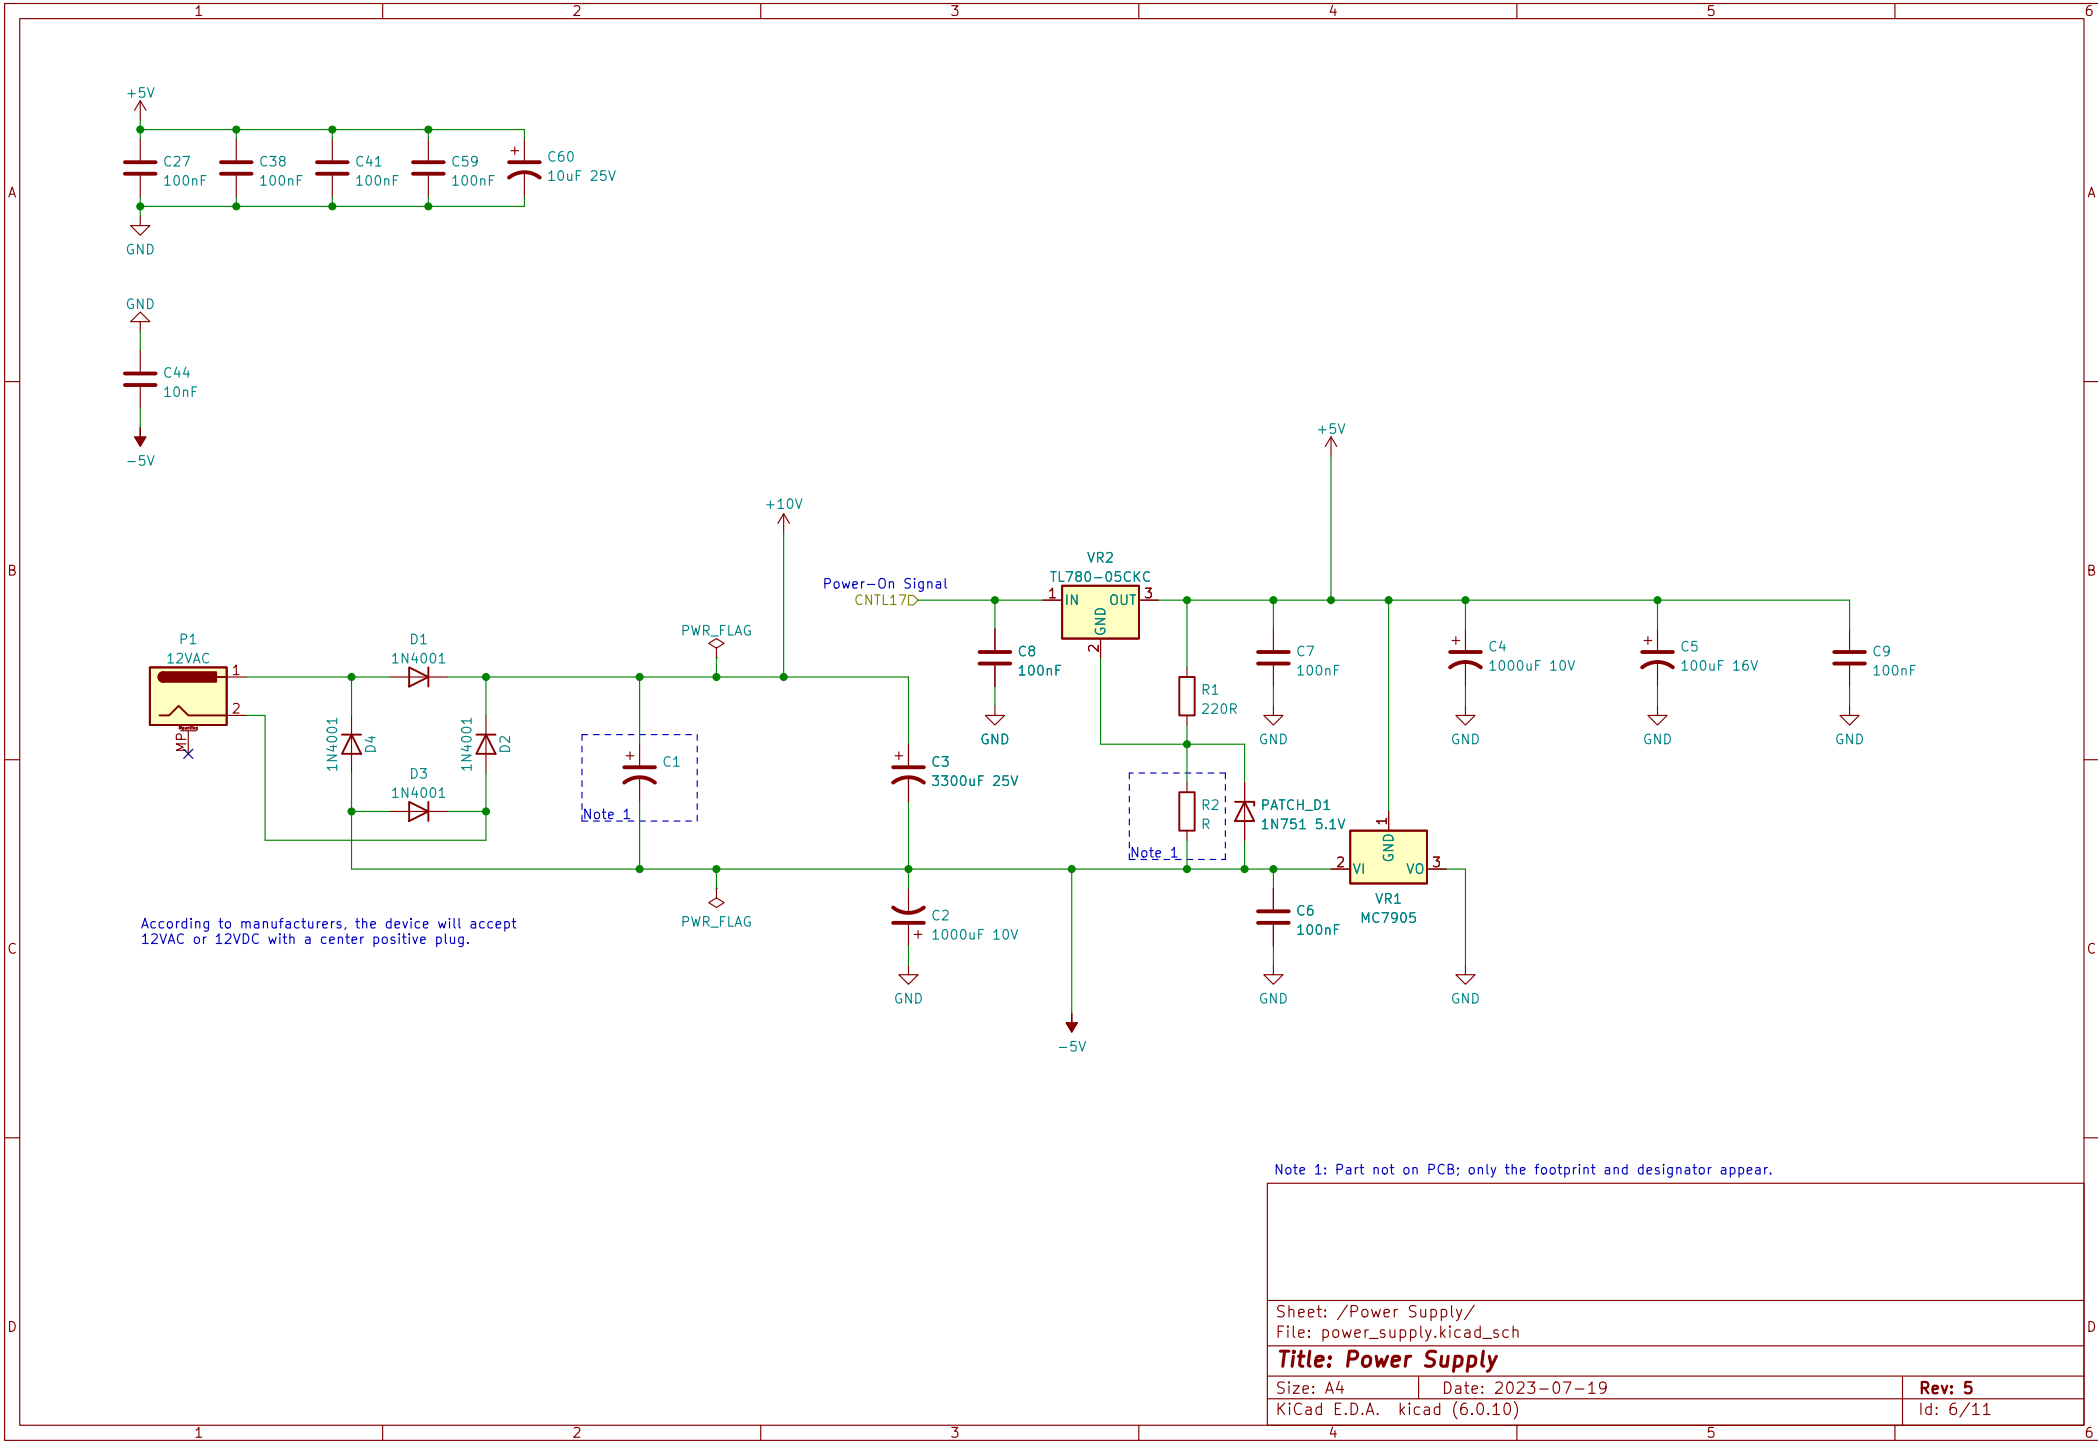 1 2 3 4 5 6
A A
B B
C C
D D
+5V
C27
100nF
C38
100nF
C41
100nF
C59
100nF
+
C60
10uF 25V
GND
GND
C44
10nF
-5V
+5V
+10V
VR2
TL780-05CKC
Power-On Signal
CNTL17
1 IN OUT 3
GND
2
PWR_FLAG
P1
12VAC
1
2
MP
D1
1N4001
1N4001
D4
1N4001
D2
D3
1N4001
+
C1
Note 1
+
C3
3300uF 25V
C8
100nF
GND
R1
220R
C7
100nF
GND
+
C4
1000uF 10V
GND
+
C5
100uF 16V
GND
C9
100nF
GND
R2
R
Note 1
PATCH_D1
1N751 5.1V
1
GND
2 VI VO 3
VR1
MC7905
PWR_FLAG
C2
+ 1000uF 10V
GND
C6
100nF
GND
GND
-5V
According to manufacturers, the device will accept
12VAC or 12VDC with a center positive plug.
Note 1: Part not on PCB; only the footprint and designator appear.
Sheet: /Power Supply/
File: power_supply.kicad_sch
Title: Power Supply
Size: A4 Date: 2023-07-19 Rev: 5
KiCad E.D.A. kicad (6.0.10) Id: 6/11
1 2 3 4 5 6